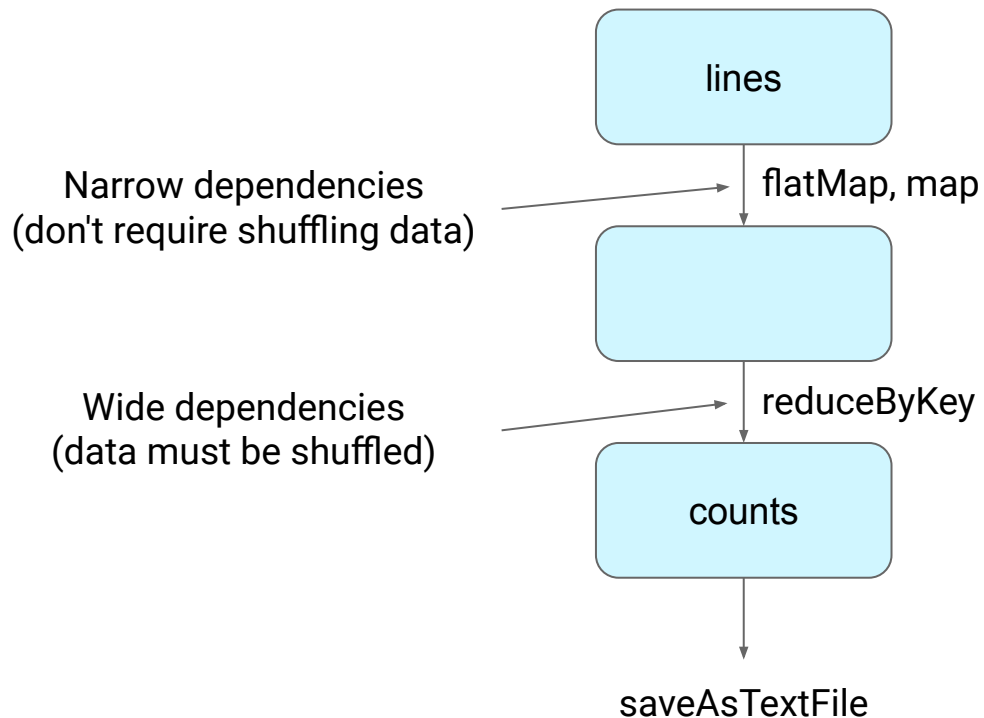 lines
Narrow dependencies
(don't require shuffling data)
flatMap, map
Wide dependencies
(data must be shuffled)
reduceByKey
counts
saveAsTextFile